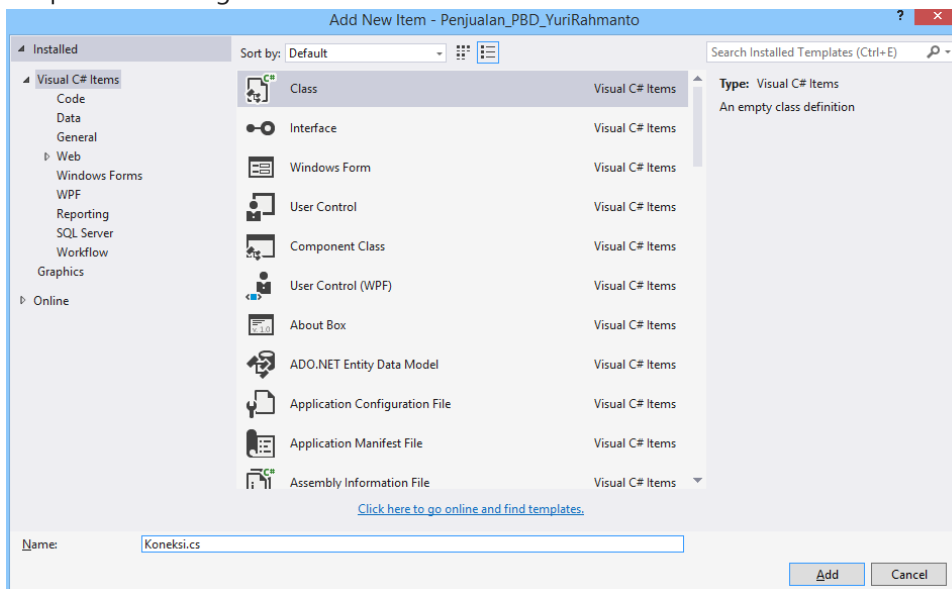 Add New Item - Penjualan_PBD_YuriRahmanto
?
Installed
Sort by: Default
Search Installed Templates (Ctrl+E)
Visual C# Items
Code
Data
General
Web
Windows Forms
WPF
Reporting
SQL Server
Workflow
Graphics
Online
Class Visual C# Items
Interface Visual C# Items
Windows Form Visual C# Items
User Control Visual C# Items
Component Class Visual C# Items
User Control (WPF) Visual C# Items
About Box Visual C# Items
ADO.NET Entity Data Model Visual C# Items
Application Configuration File Visual C# Items
Application Manifest File Visual C# Items
Assembly Information File Visual C# Items
Type: Visual C# Items
An empty class definition
Click here to go online and find templates.
Name: Koneksi.cs
Add Cancel